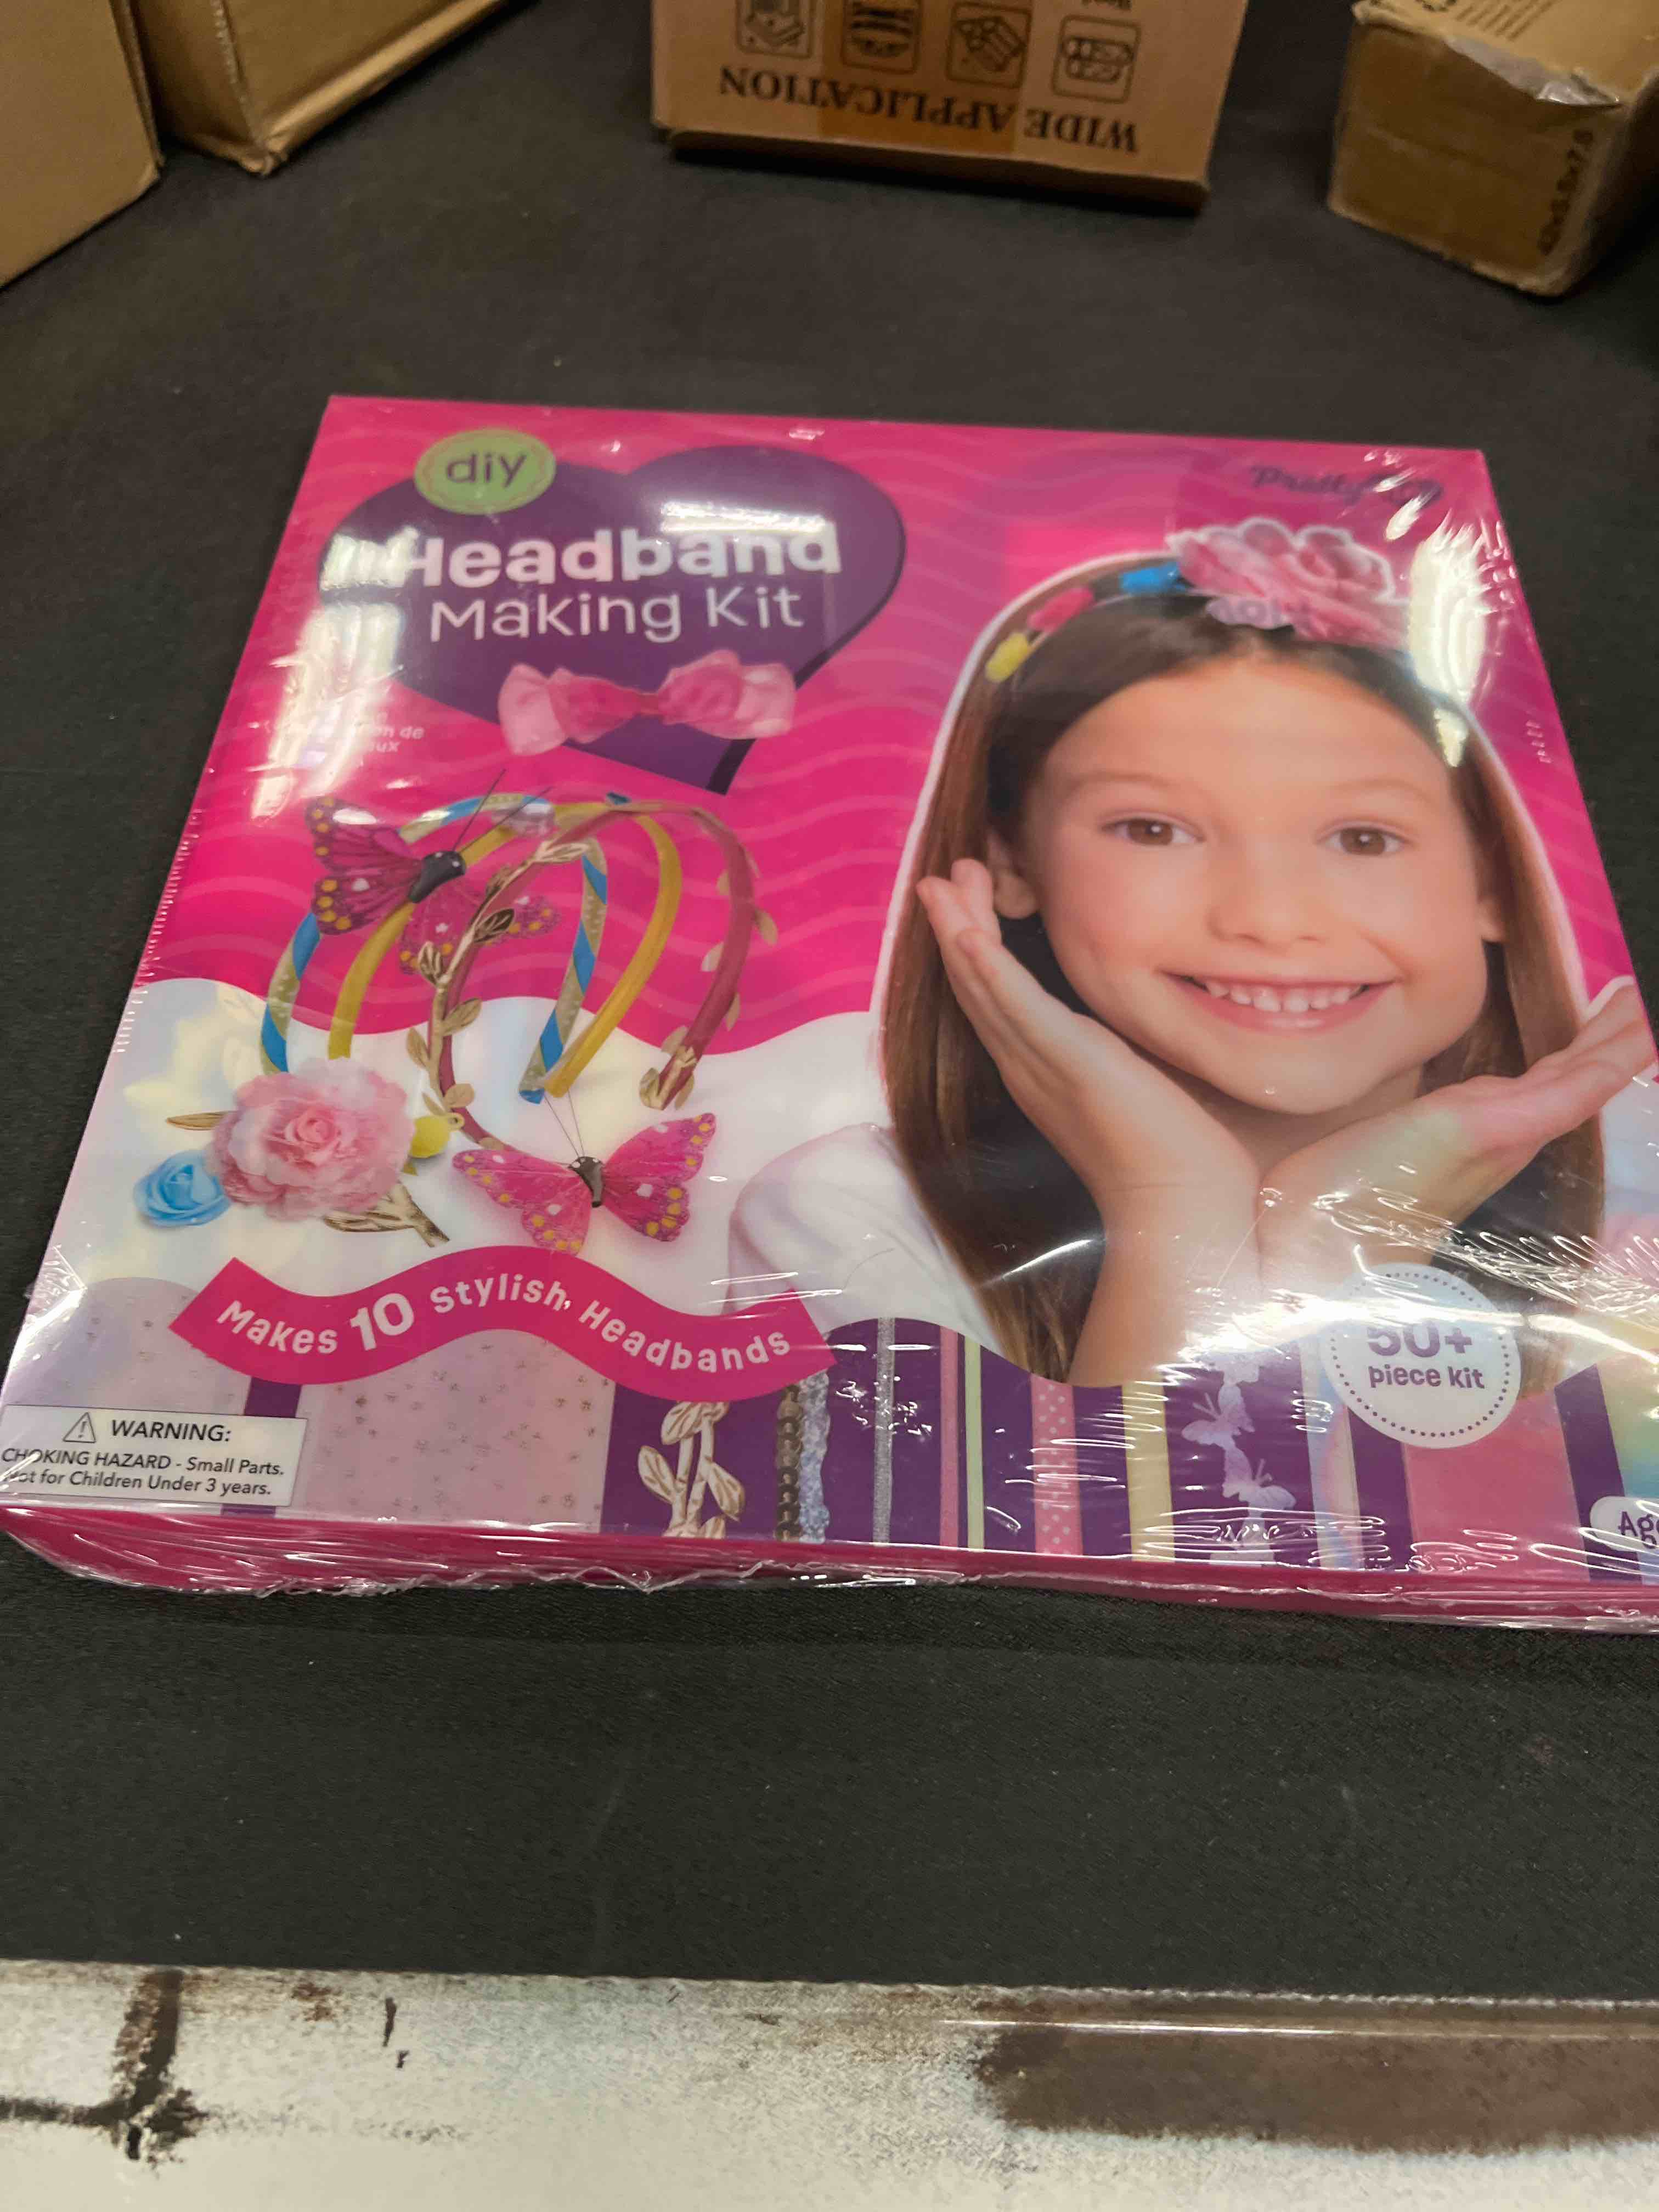 WIDE APPLICATION
diy
Headband
Making Kit
de
Makes 10 Stylish Headbands
50+
piece kit
WARNING:
CHOKING HAZARD - Small Parts.
Not for Children Under 3 years.